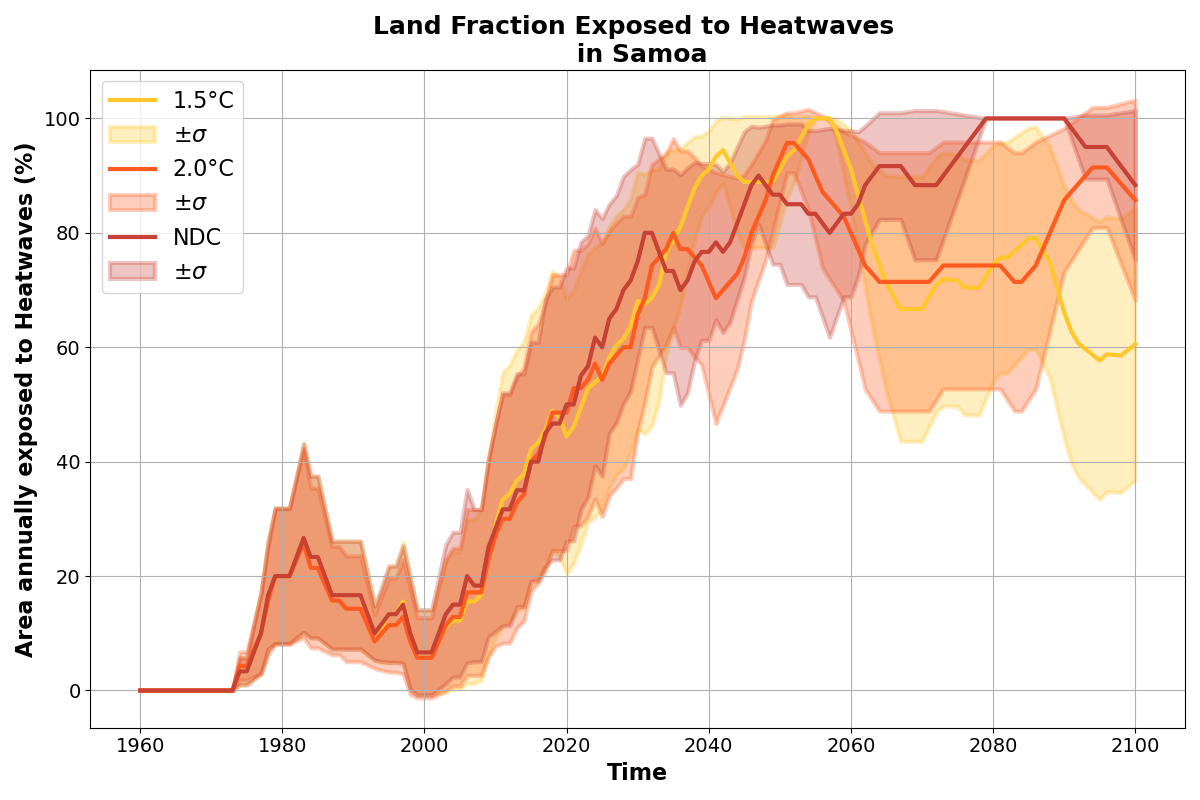 Land Fraction Exposed to Heatwaves
in Samoa
1.5°C
±σ
2.0°C
±σ
NDC
±σ
Area annually exposed to Heatwaves (%)
100
80
60
40
20
0
1960 1980 2000 2020 2040 2060 2080 2100
Time